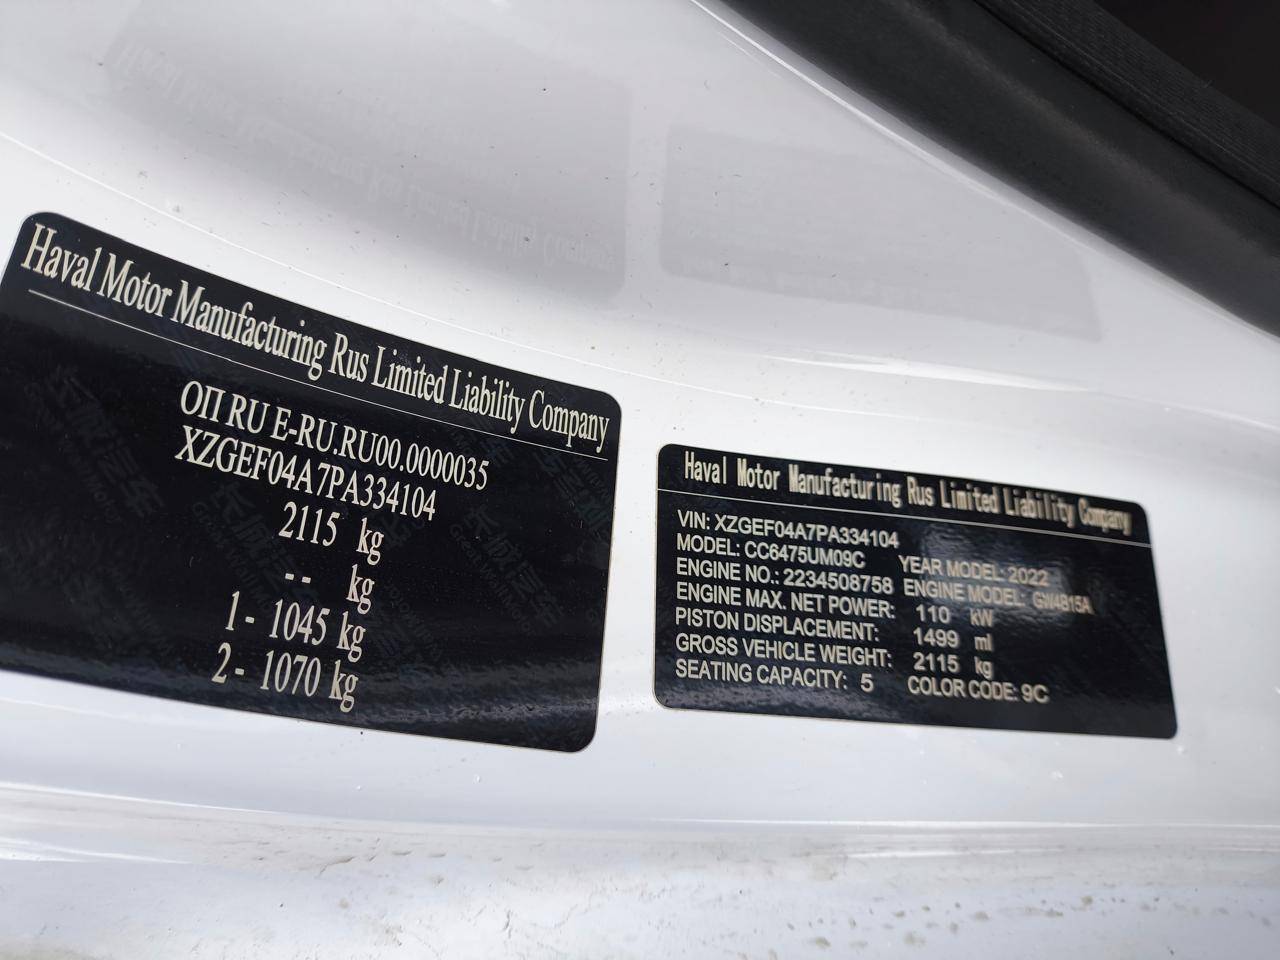 Haval Motor Manufacturing Rus Limited Liability Company
ОП RU E-RU.RU00.0000035
XZGEF04A7PA334104
2115 kg
-- kg
1 - 1045 kg
2 - 1070 kg
Haval Motor Manufacturing Rus Limited Liability Company
VIN: XZGEF04A7PA334104
MODEL: CC6475UM09C YEAR MODEL: 2022
ENGINE NO.: 2234508758 ENGINE MODEL: GW4B15A
ENGINE MAX. NET POWER: 110 kW
PISTON DISPLACEMENT: 1499 ml
GROSS VEHICLE WEIGHT: 2115 kg
SEATING CAPACITY: 5 COLOR CODE: 9C